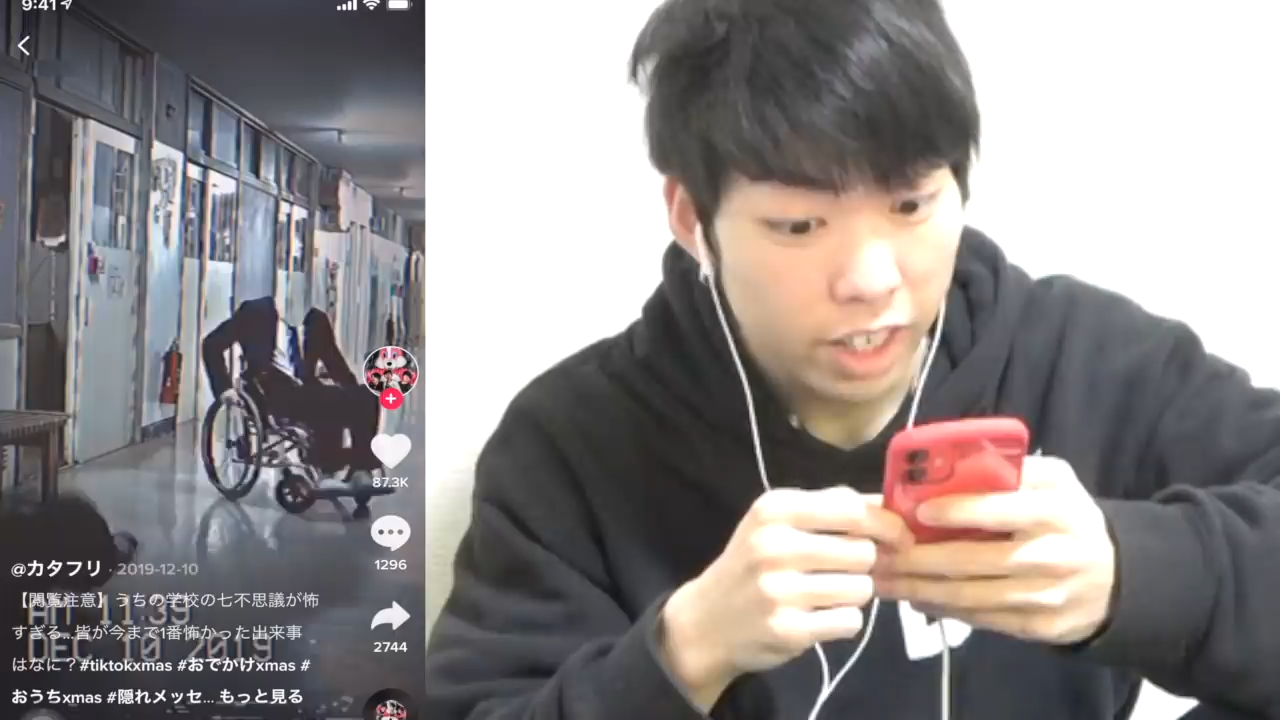 9:41
87.3K
1296
2744
@カタフリ · 2019-12-10
【閲覧注意】うちの学校の七不思議が怖
すぎる...皆が今まで1番怖かった出来事
はなに？#tiktokxmas #おでかけxmas #
おうちxmas #隠れメッセ... もっと見る
AM 11:39
DEC 10 2019